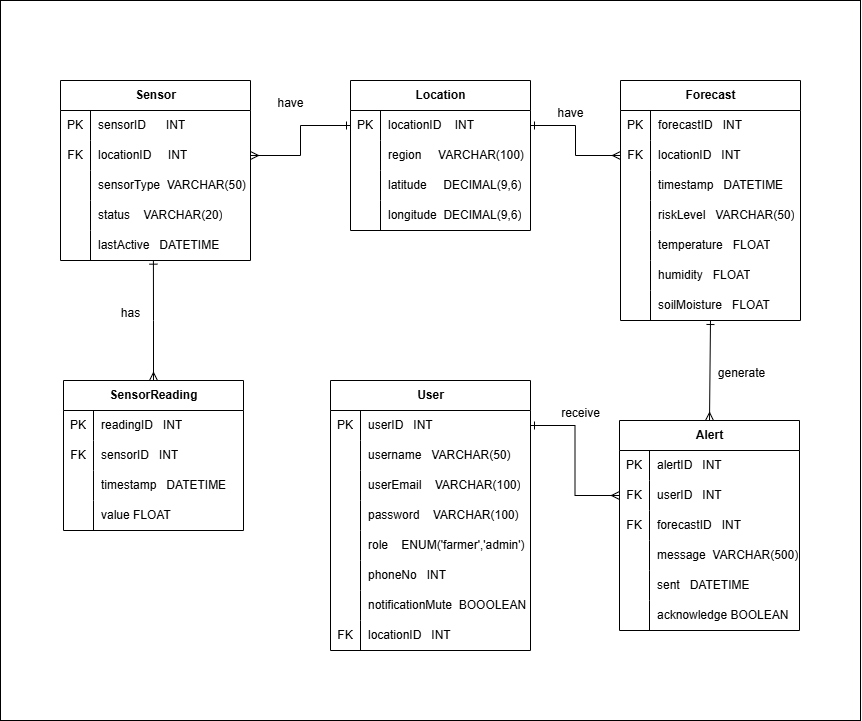 Sensor
PK sensorID INT
FK locationID INT
sensorType VARCHAR(50)
status VARCHAR(20)
lastActive DATETIME
have
Location
PK locationID INT
region VARCHAR(100)
latitude DECIMAL(9,6)
longitude DECIMAL(9,6)
have
Forecast
PK forecastID INT
FK locationID INT
timestamp DATETIME
riskLevel VARCHAR(50)
temperature FLOAT
humidity FLOAT
soilMoisture FLOAT
has
generate
SensorReading
PK readingID INT
FK sensorID INT
timestamp DATETIME
value FLOAT
User
PK userID INT
username VARCHAR(50)
userEmail VARCHAR(100)
password VARCHAR(100)
role ENUM('farmer','admin')
phoneNo INT
notificationMute BOOOLEAN
FK locationID INT
receive
Alert
PK alertID INT
FK userID INT
FK forecastID INT
message VARCHAR(500)
sent DATETIME
acknowledge BOOLEAN